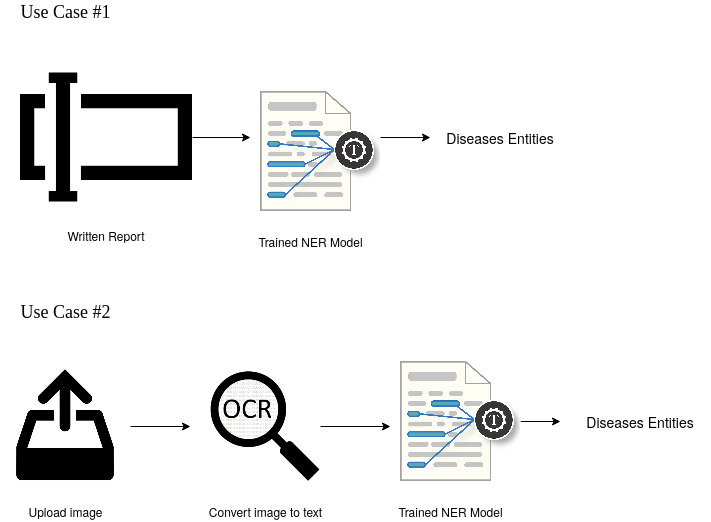 Use Case #1
T
Diseases Entities
Written Report
Trained NER Model
Use Case #2
OCR
T
Diseases Entities
Upload image
Convert image to text
Trained NER Model